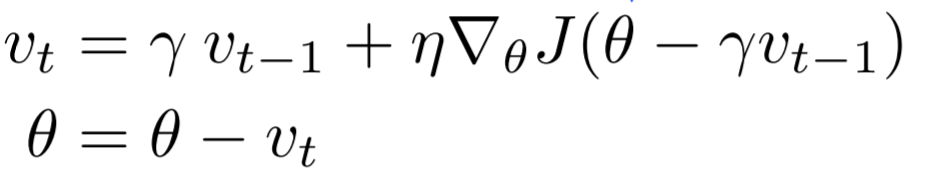 v_t = γ v_{t−1} + η∇_θ J(θ − γv_{t−1})
θ = θ − v_t